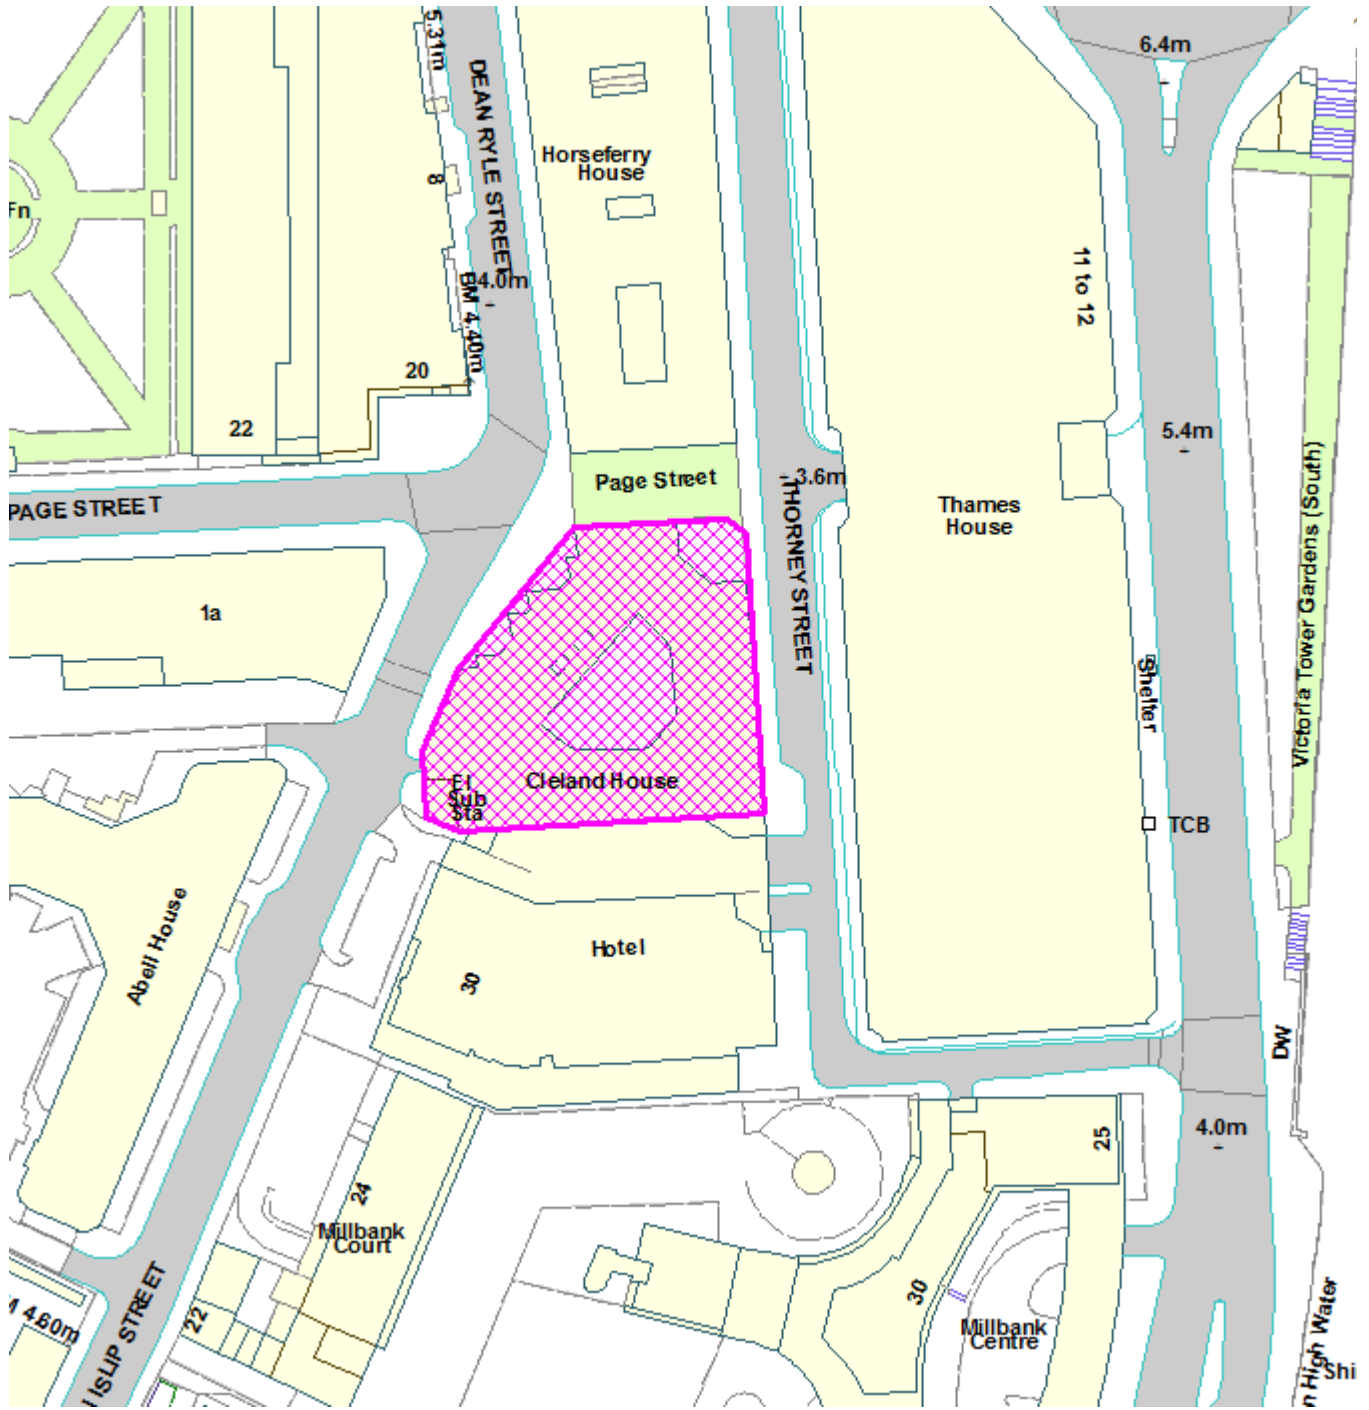 6.4m
5.31m
DEAN RYLE STREET
Horseferry
House
8
Fn
11 to 12
4.0m
BM 4.40m
20
22
5.4m
Page Street
3.6m
PAGE STREET
Thames
House
THORNEY STREET
Victoria Tower Gardens (South)
1a
Shelter
Cleland House
El
Sub
Sta
TCB
Abell House
Hotel
30
DW
25
4.0m
24
Millbank
Court
30
22
Millbank
Centre
4.60m
ISLIP STREET
High Water
Shi